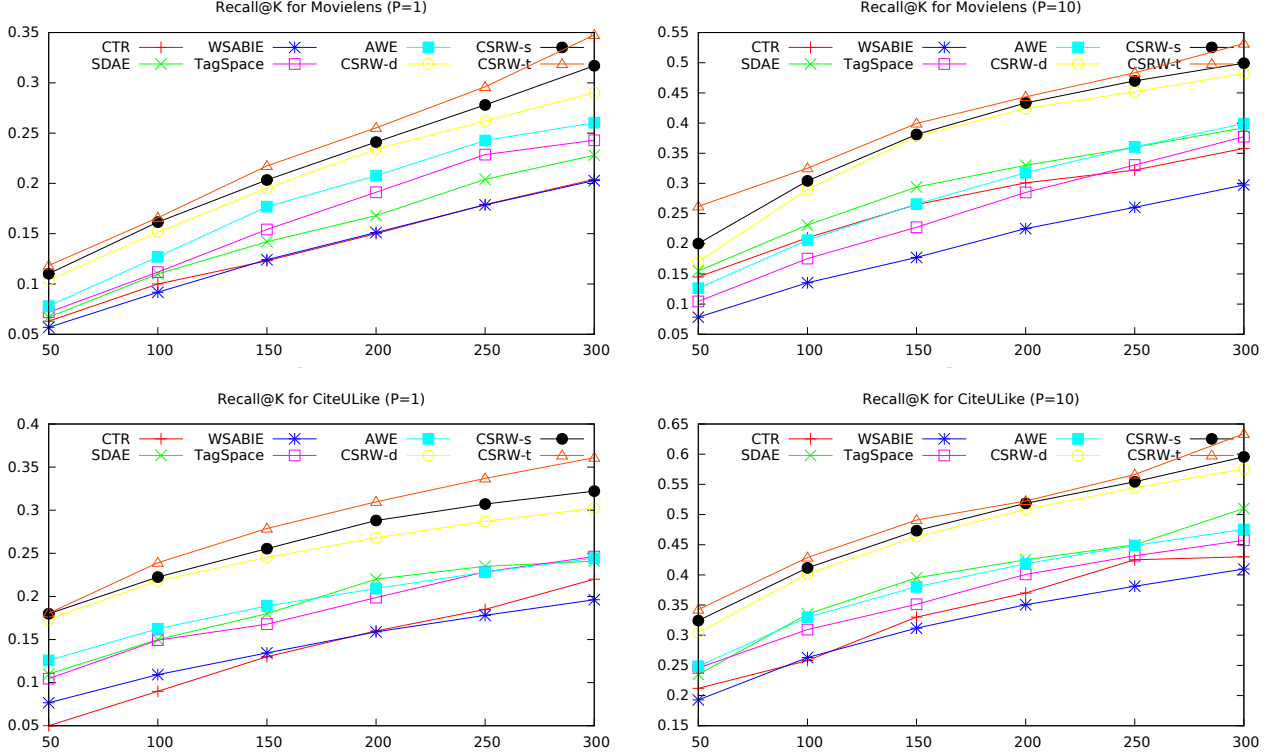 Recall@K for Movielens (P=1)
0.35
0.3
0.25
0.2
0.15
0.1
0.05
50 100 150 200 250 300
CTR WSABIE AWE CSRW-s
SDAE TagSpace CSRW-d CSRW-t
Recall@K for Movielens (P=10)
0.55
0.5
0.45
0.4
0.35
0.3
0.25
0.2
0.15
0.1
0.05
50 100 150 200 250 300
CTR WSABIE AWE CSRW-s
SDAE TagSpace CSRW-d CSRW-t
Recall@K for CiteULike (P=1)
0.4
0.35
0.3
0.25
0.2
0.15
0.1
0.05
50 100 150 200 250 300
CTR WSABIE AWE CSRW-s
SDAE TagSpace CSRW-d CSRW-t
Recall@K for CiteULike (P=10)
0.65
0.6
0.55
0.5
0.45
0.4
0.35
0.3
0.25
0.2
0.15
50 100 150 200 250 300
CTR WSABIE AWE CSRW-s
SDAE TagSpace CSRW-d CSRW-t